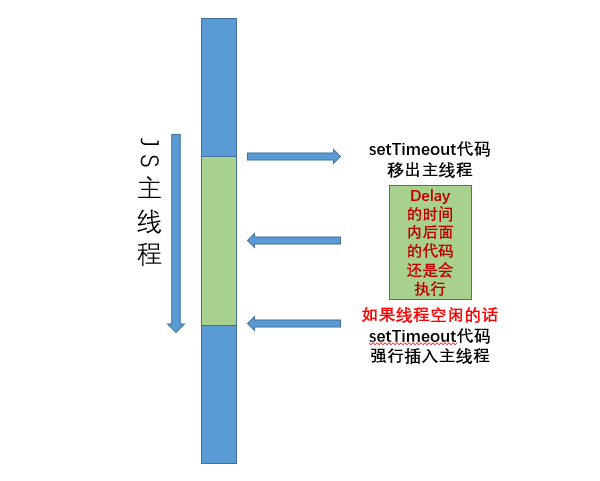 JS主线程
setTimeout代码
移出主线程
Delay
的时间
内后面
的代码
还是会
执行
如果线程空闲的话
setTimeout代码
强行插入主线程